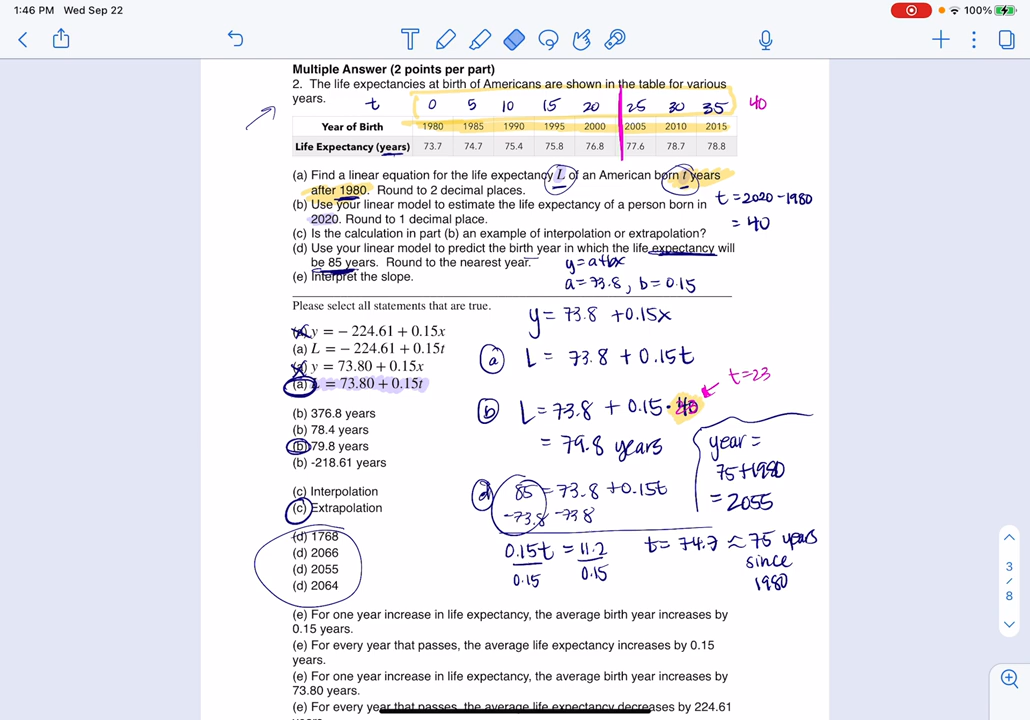 1:46 PM Wed Sep 22
100%
Multiple Answer (2 points per part)
2. The life expectancies at birth of Americans are shown in the table for various
years.
t 0 5 10 15 20 25 30 35 40
Year of Birth 1980 1985 1990 1995 2000 2005 2010 2015
Life Expectancy (years) 73.7 74.7 75.4 75.8 76.8 77.6 78.7 78.8
(a) Find a linear equation for the life expectancy L of an American born t years
after 1980. Round to 2 decimal places.
t = 2020 - 1980
(b) Use your linear model to estimate the life expectancy of a person born in
2020. Round to 1 decimal place.
= 40
(c) Is the calculation in part (b) an example of interpolation or extrapolation?
(d) Use your linear model to predict the birth year in which the life expectancy will
be 85 years. Round to the nearest year.
y = a+bx
(e) Interpret the slope.
a = 73.8, b = 0.15
Please select all statements that are true.
y = 73.8 + 0.15x
(a) y = − 224.61 + 0.15x
(a) L = − 224.61 + 0.15t
(a) y = 73.80 + 0.15x
(a) L = 73.80 + 0.15t
(a) L = 73.8 + 0.15t
t = 23
(b) L = 73.8 + 0.15 • 40
= 79.8 years
(b) 376.8 years
(b) 78.4 years
(b) 79.8 years
(b) -218.61 years
year =
75+1980
= 2055
(c) Interpolation
(c) Extrapolation
(d) 85 = 73.8 + 0.15t
-73.8 -73.8
0.15t = 11.2
0.15 0.15
t = 74.7 ≈ 75 years
since
1980
(d) 1768
(d) 2066
(d) 2055
(d) 2064
(e) For one year increase in life expectancy, the average birth year increases by
0.15 years.
(e) For every year that passes, the average life expectancy increases by 0.15
years.
(e) For one year increase in life expectancy, the average birth year increases by
73.80 years.
(e) For every year that passes, the average life expectancy decreases by 224.61
3
/
8